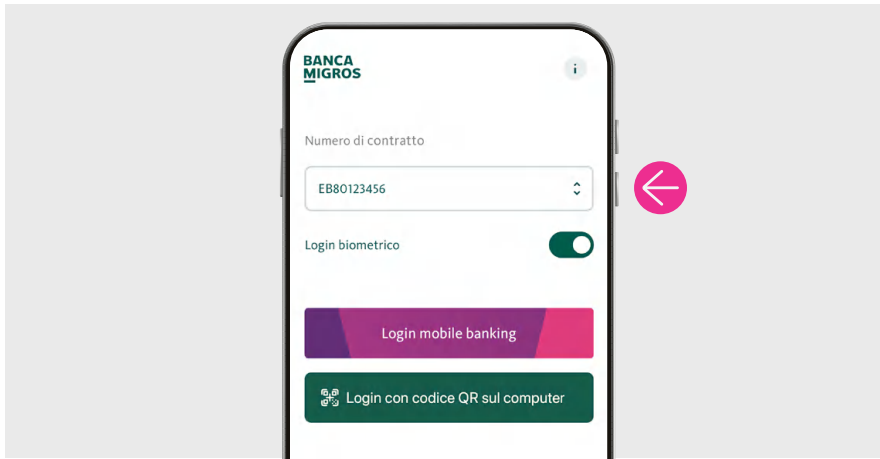 BANCA
MIGROS
i
Numero di contratto
EB80123456
Login biometrico
Login mobile banking
Login con codice QR sul computer